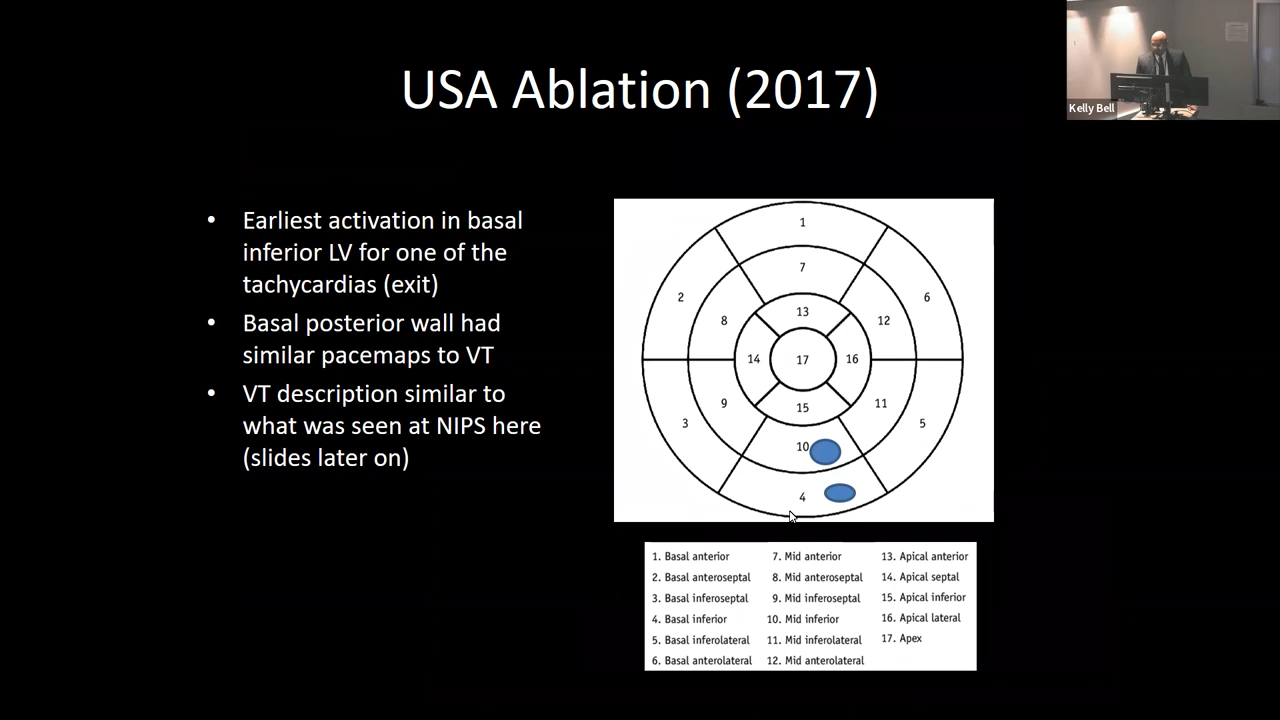 USA Ablation (2017)
Kelly Bell
• Earliest activation in basal
inferior LV for one of the
tachycardias (exit)
• Basal posterior wall had
similar pacemaps to VT
• VT description similar to
what was seen at NIPS here
(slides later on)
1
7
2
6
13
8
12
14
17
16
9
15
11
3
5
10
4
1. Basal anterior
2. Basal anteroseptal
3. Basal inferoseptal
4. Basal inferior
5. Basal inferolateral
6. Basal anterolateral
7. Mid anterior
8. Mid anteroseptal
9. Mid inferoseptal
10. Mid inferior
11. Mid inferolateral
12. Mid anterolateral
13. Apical anterior
14. Apical septal
15. Apical inferior
16. Apical lateral
17. Apex